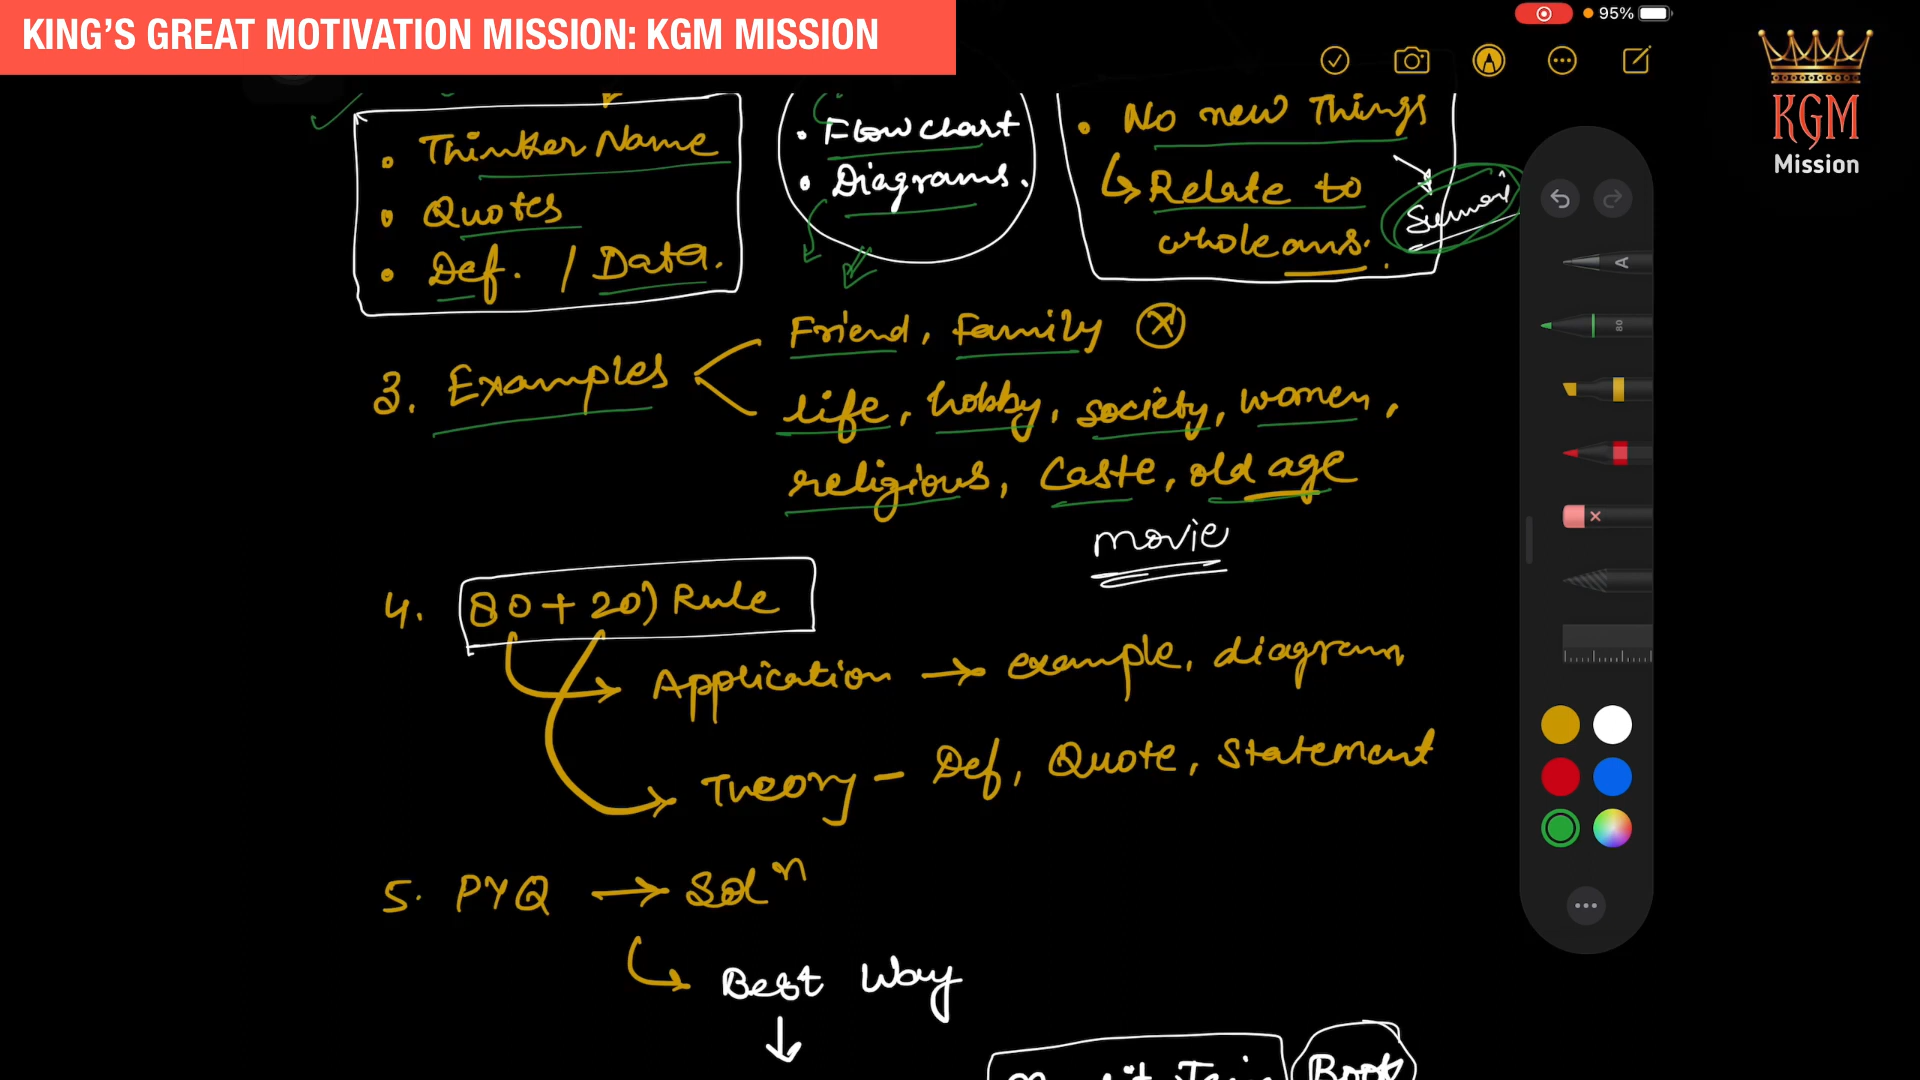 KING'S GREAT MOTIVATION MISSION: KGM MISSION
95%
KGM
Mission
• Thinker Name
• Quotes
• Def. / Data.
• Flow chart
• Diagrams.
• No new Things
↳ Relate to
whole ans.
3. Examples
Friend, Family ⓧ
life, hobby, society, women,
religious, Caste, old age
movie
4. 80+20) Rule
Application → example, diagram
Theory - Def, Quote, Statement
5. PYQ → Solⁿ
↳ Best Way
↓
Jain
Book
A
80